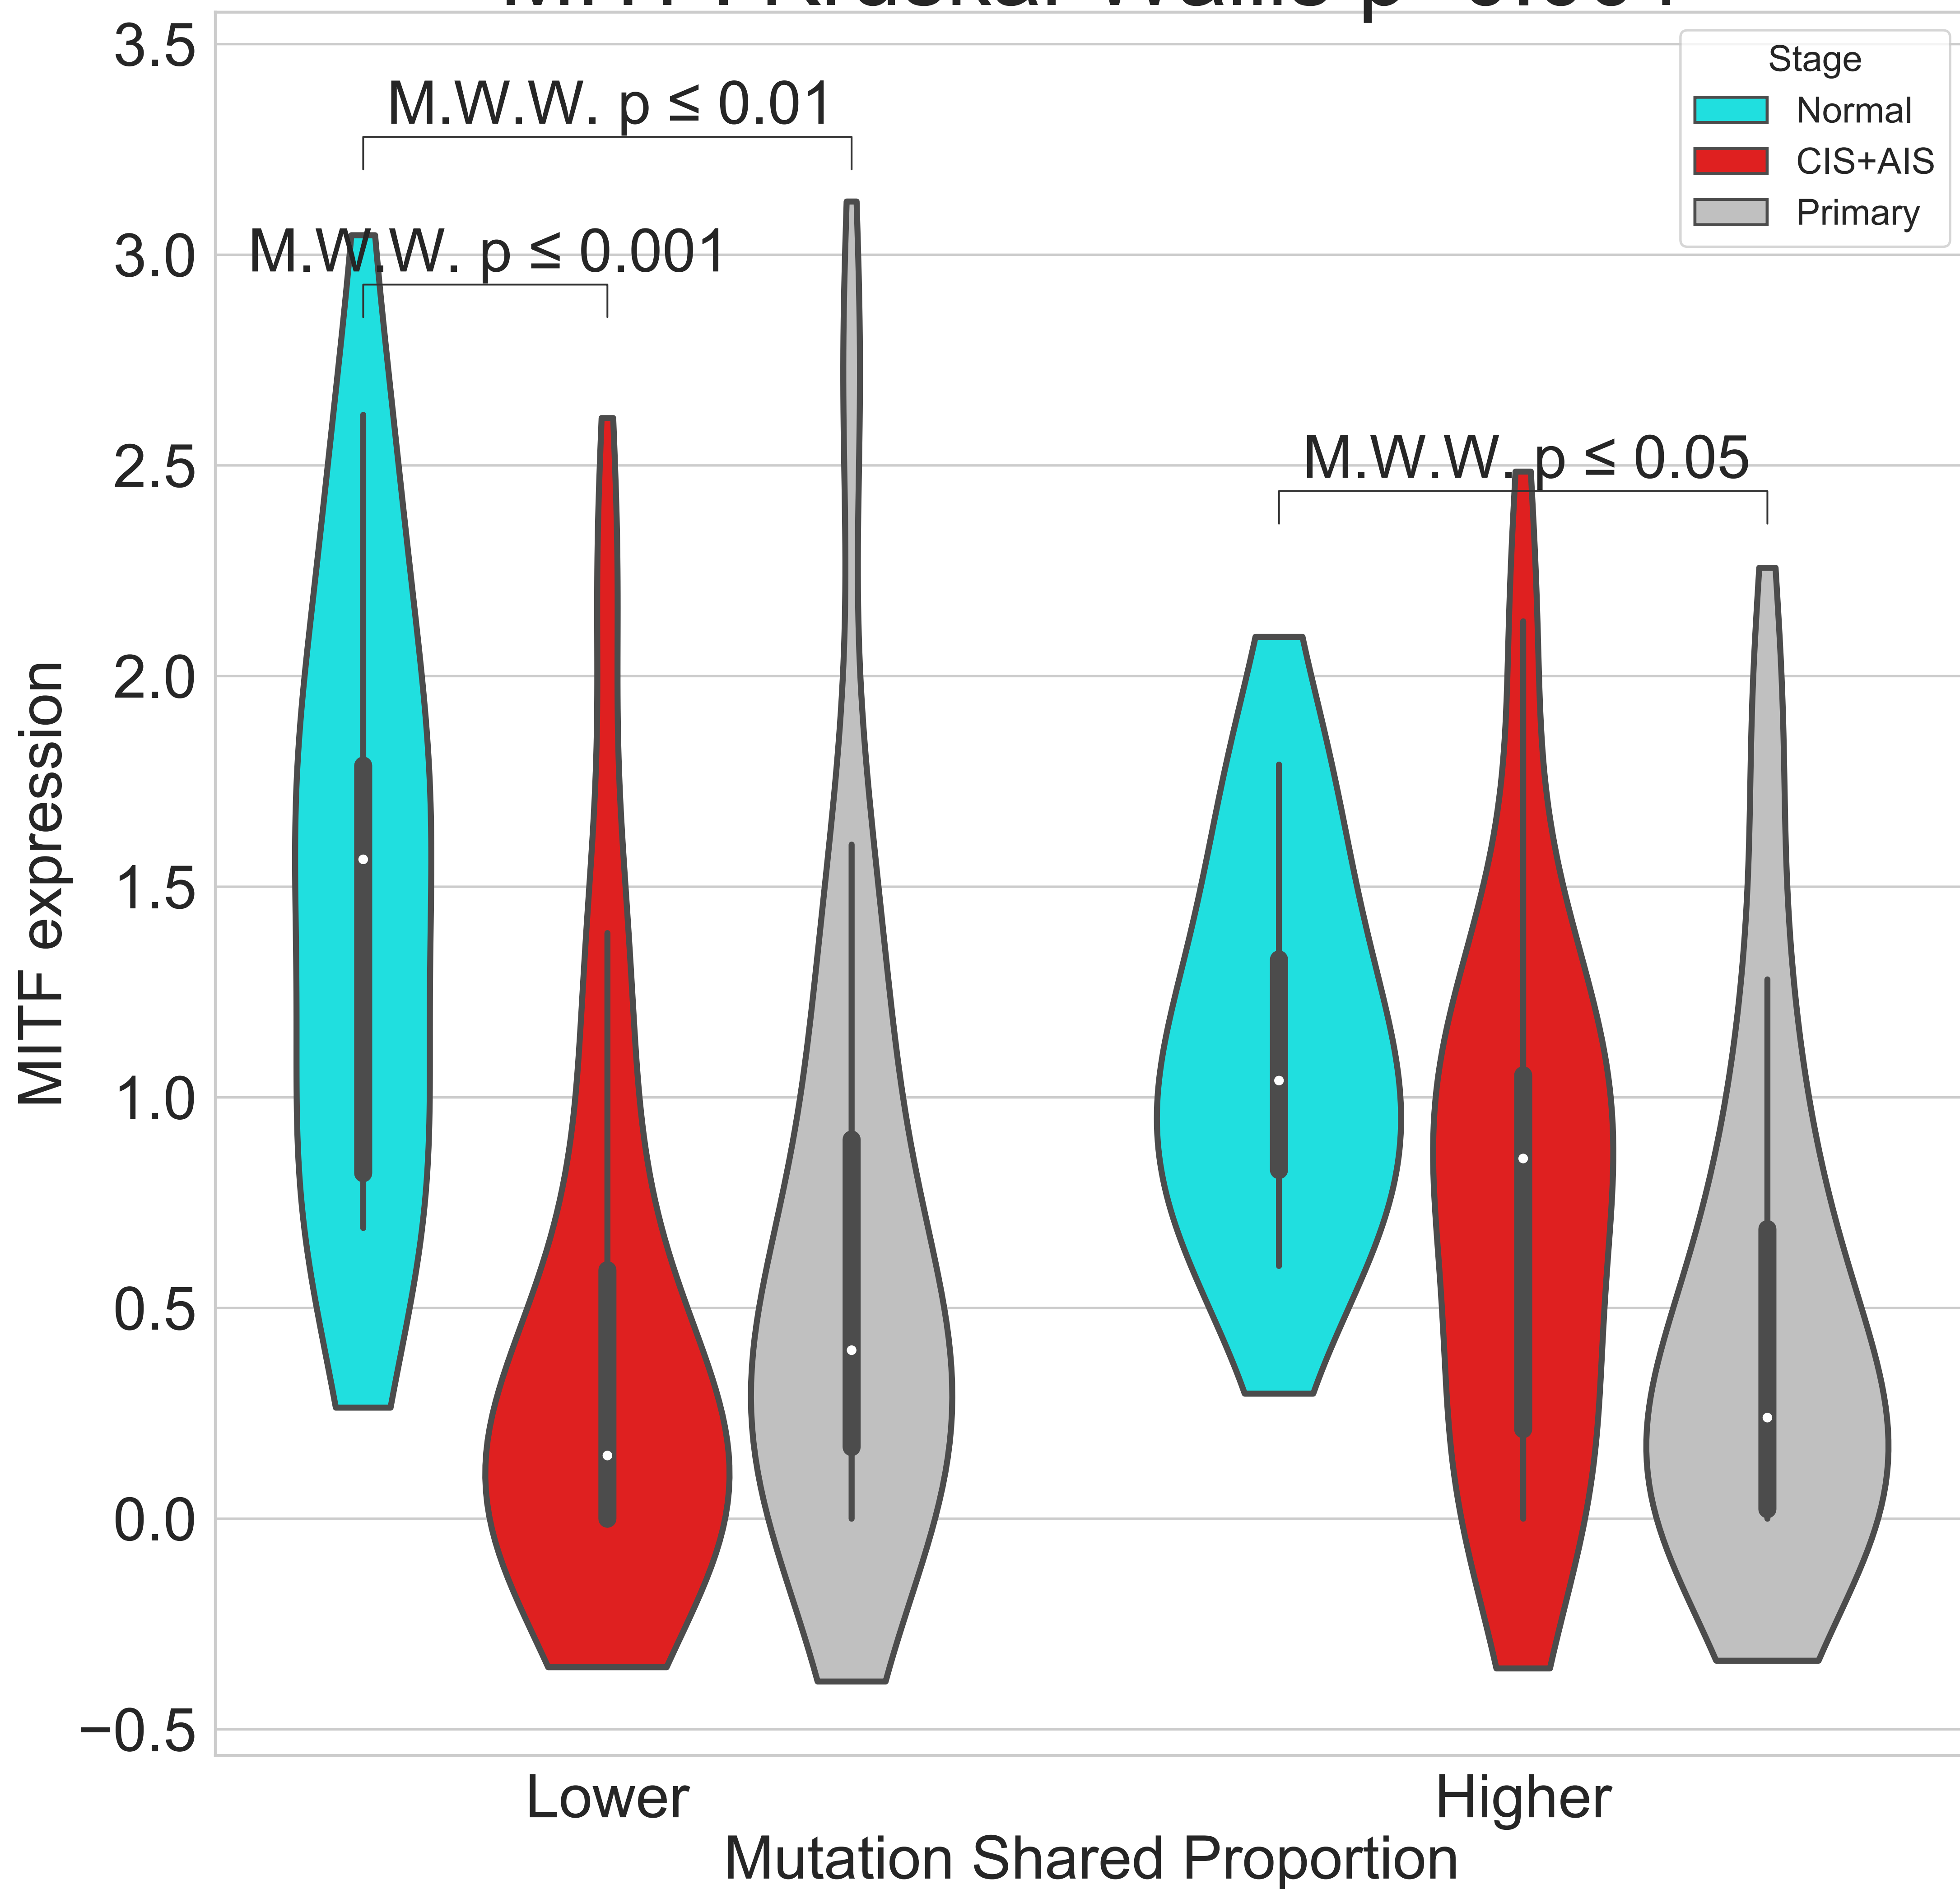 3.5
3.0
2.5
2.0
1.5
1.0
0.5
0.0
−0.5
MITF expression
M.W.W. p ≤ 0.01
M.W.W. p ≤ 0.001
M.W.W. p ≤ 0.05
Stage
Normal
CIS+AIS
Primary
Lower
Higher
Mutation Shared Proportion